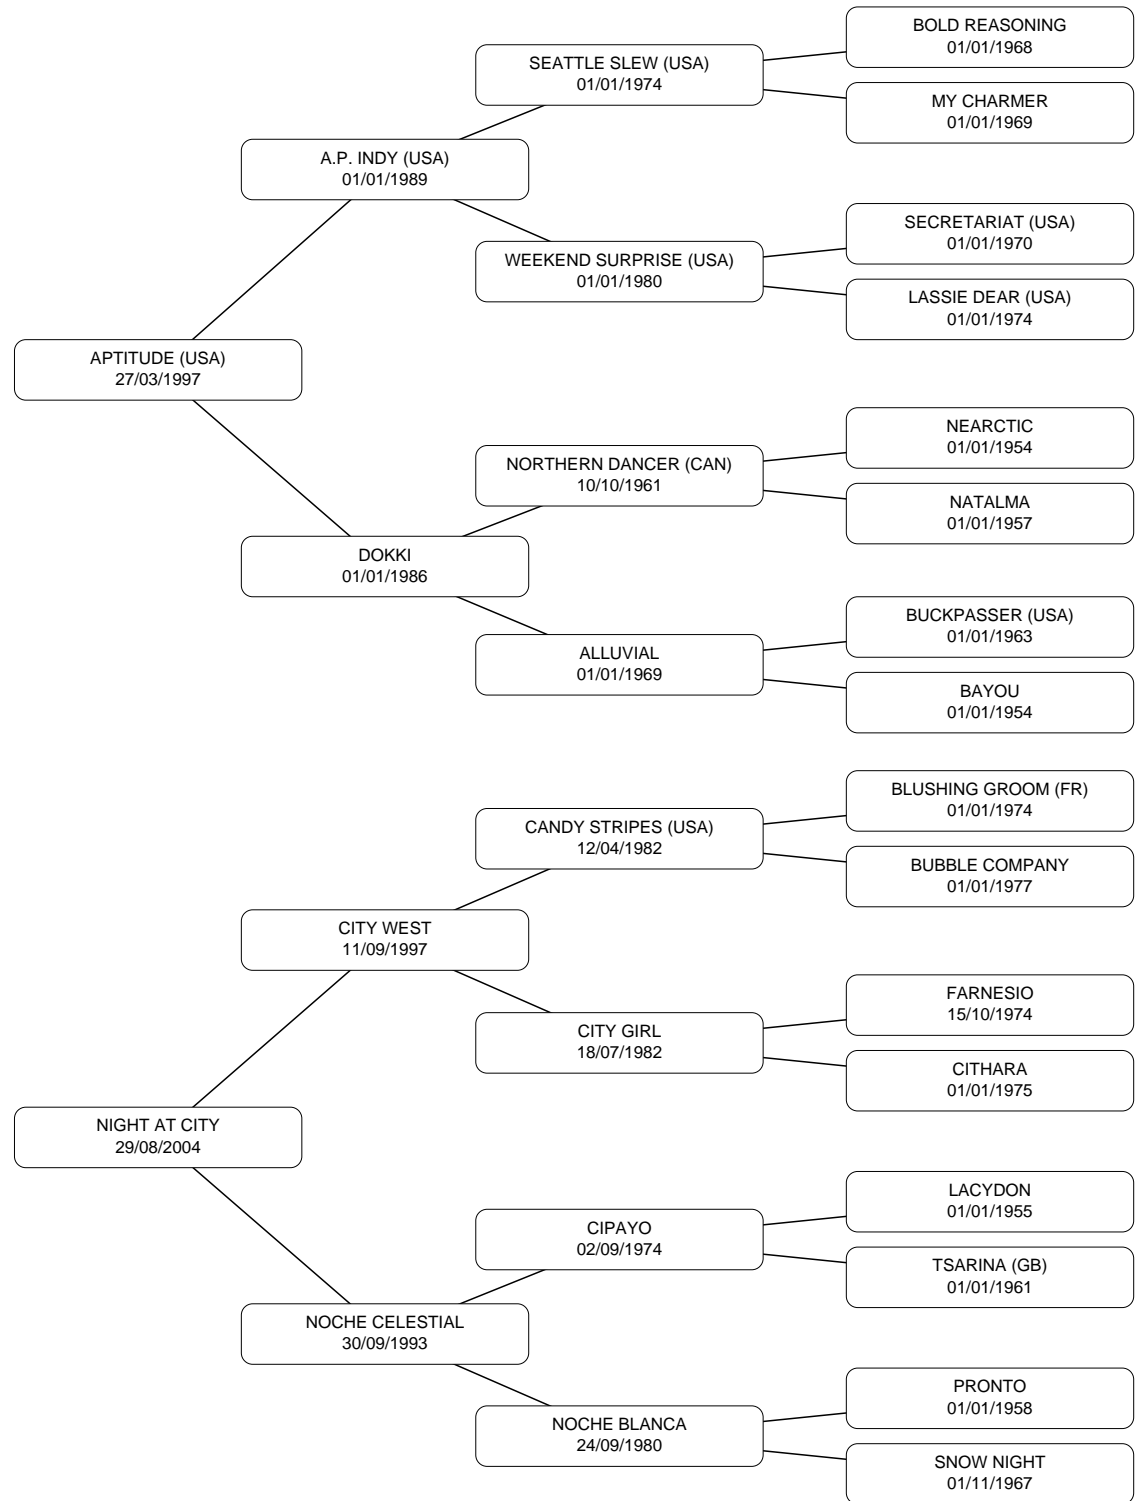 BOLD REASONING
01/01/1968
SEATTLE SLEW (USA)
01/01/1974
MY CHARMER
01/01/1969
A.P. INDY (USA)
01/01/1989
SECRETARIAT (USA)
01/01/1970
WEEKEND SURPRISE (USA)
01/01/1980
LASSIE DEAR (USA)
01/01/1974
APTITUDE (USA)
27/03/1997
NEARCTIC
01/01/1954
NORTHERN DANCER (CAN)
10/10/1961
NATALMA
01/01/1957
DOKKI
01/01/1986
BUCKPASSER (USA)
01/01/1963
ALLUVIAL
01/01/1969
BAYOU
01/01/1954
BLUSHING GROOM (FR)
01/01/1974
CANDY STRIPES (USA)
12/04/1982
BUBBLE COMPANY
01/01/1977
CITY WEST
11/09/1997
FARNESIO
15/10/1974
CITY GIRL
18/07/1982
CITHARA
01/01/1975
NIGHT AT CITY
29/08/2004
LACYDON
01/01/1955
CIPAYO
02/09/1974
TSARINA (GB)
01/01/1961
NOCHE CELESTIAL
30/09/1993
PRONTO
01/01/1958
NOCHE BLANCA
24/09/1980
SNOW NIGHT
01/11/1967